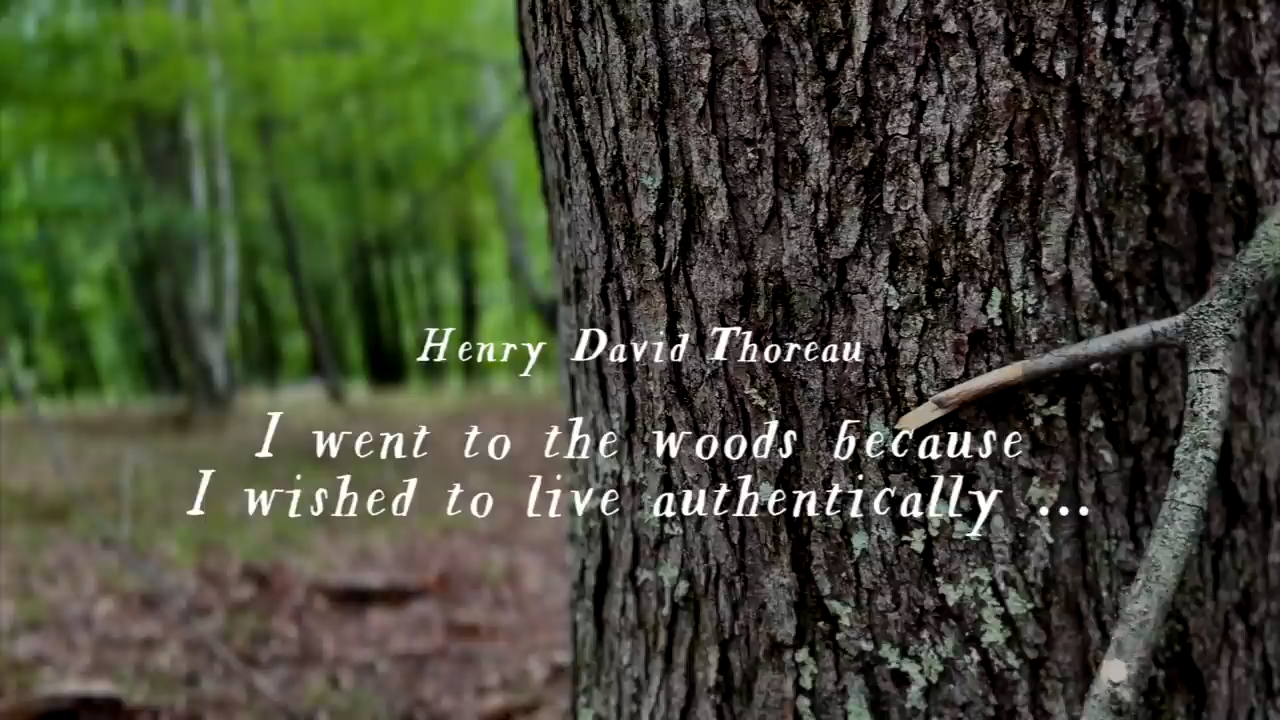 Henry David Thoreau
I went to the woods because
I wished to live authentically ...